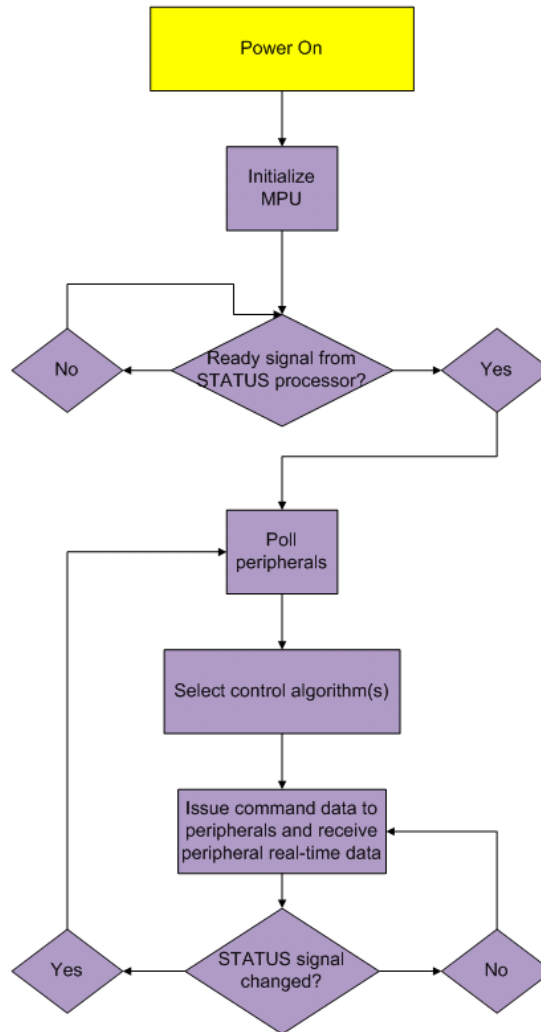 Power On
Initialize
MPU
Ready signal from
STATUS processor?
No
Yes
Poll
peripherals
Select control algorithm(s)
Issue command data to
peripherals and receive
peripheral real-time data
STATUS signal
changed?
Yes
No